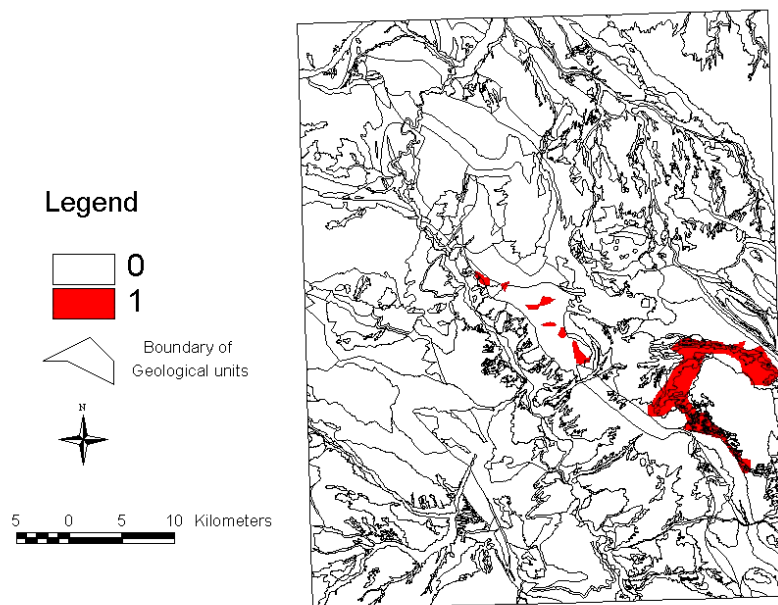 Legend
0
1
Boundary of
Geological units
N
5 0 5 10 Kilometers